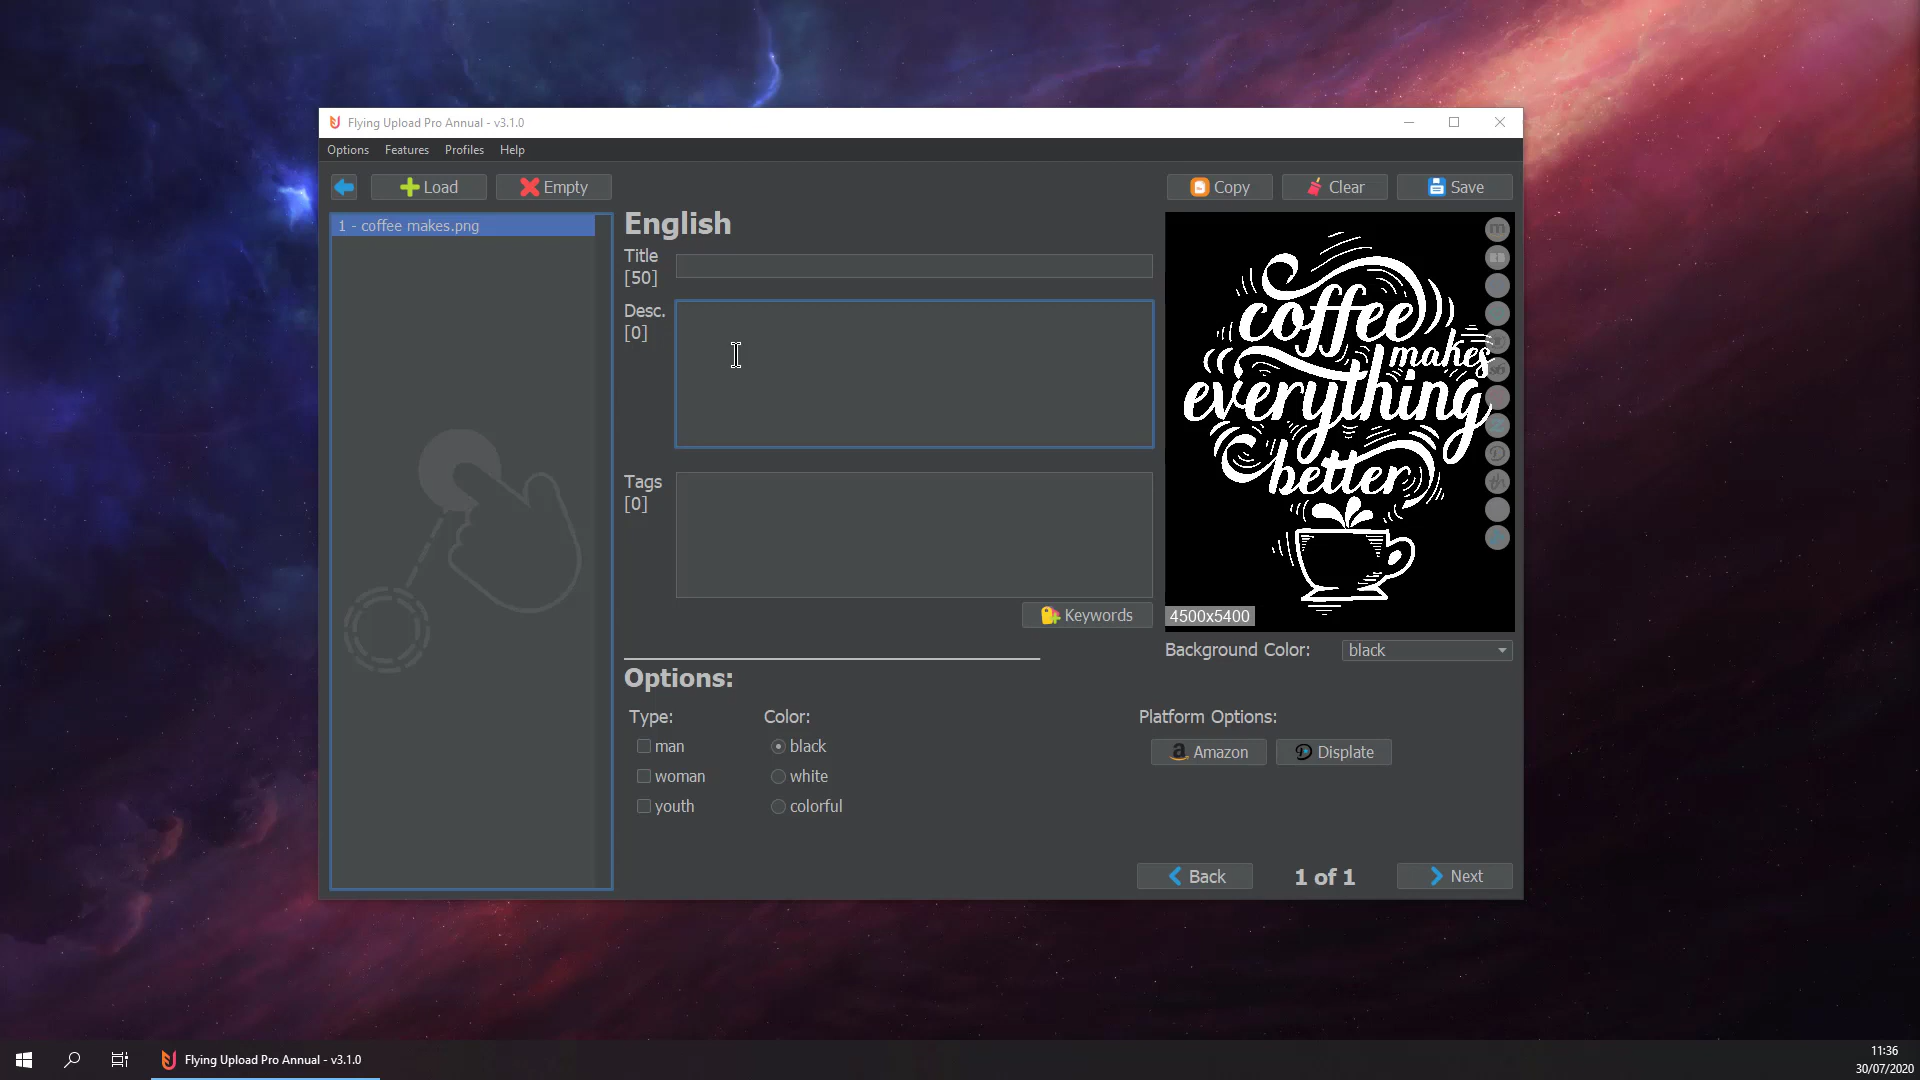 Flying Upload Pro Annual - v3.1.0
Options Features Profiles Help
Load Empty Copy Clear Save
1 - coffee makes.png
English
Title
[50]
Desc.
[0]
Tags
[0]
Keywords
coffee
makes
everything
better
4500x5400
Background Color: black
Options:
Type: Color: Platform Options:
man black Amazon Displate
woman white
youth colorful
Back 1 of 1 Next
Flying Upload Pro Annual - v3.1.0
11:36
30/07/2020